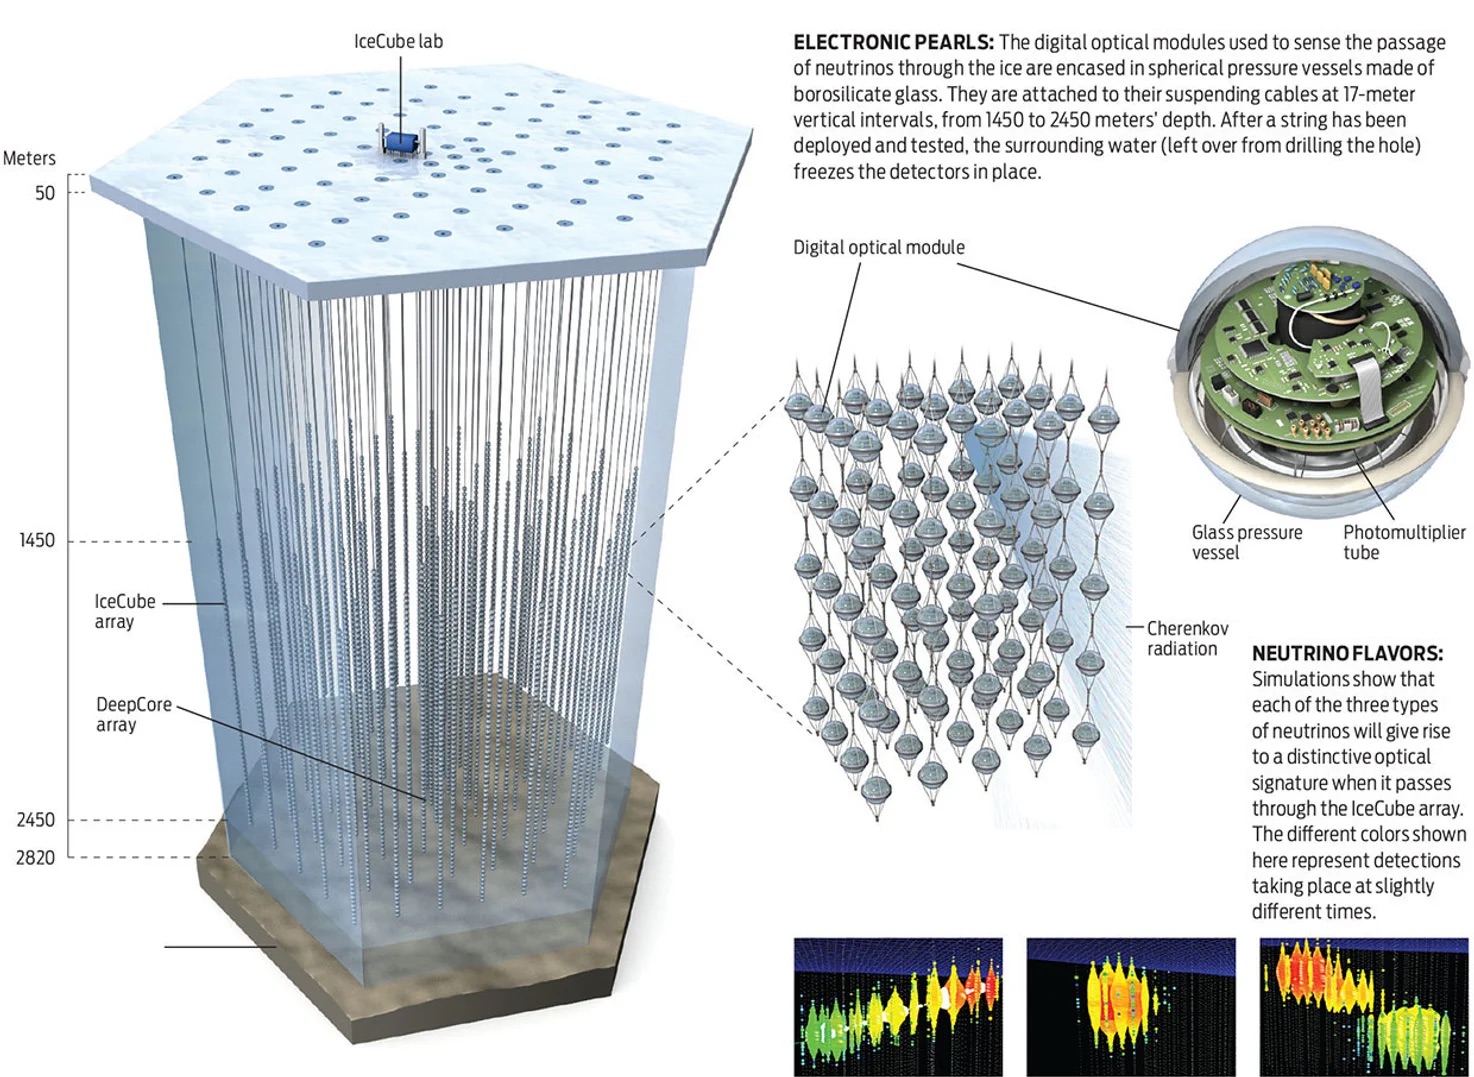 IceCube lab
Meters
50
1450
IceCube
array
DeepCore
array
2450
2820
ELECTRONIC PEARLS: The digital optical modules used to sense the passage
of neutrinos through the ice are encased in spherical pressure vessels made of
borosilicate glass. They are attached to their suspending cables at 17-meter
vertical intervals, from 1450 to 2450 meters’ depth. After a string has been
deployed and tested, the surrounding water (left over from drilling the hole)
freezes the detectors in place.
Digital optical module
Glass pressure
vessel
Photomultiplier
tube
Cherenkov
radiation
NEUTRINO FLAVORS:
Simulations show that
each of the three types
of neutrinos will give rise
to a distinctive optical
signature when it passes
through the IceCube array.
The different colors shown
here represent detections
taking place at slightly
different times.